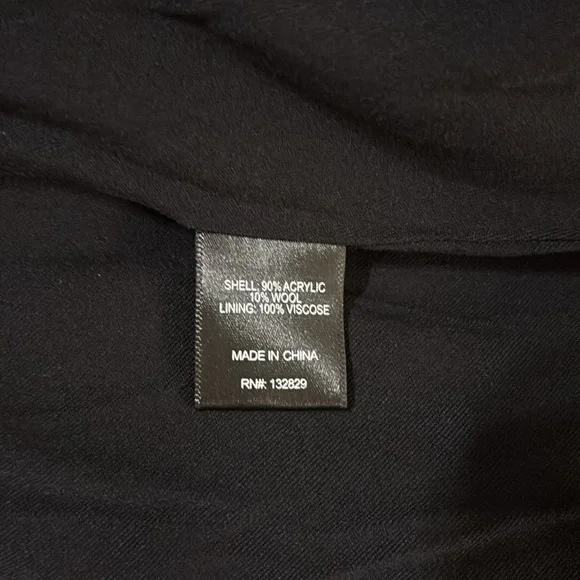 SHELL: 90% ACRYLIC
10% WOOL
LINING: 100% VISCOSE
MADE IN CHINA
RN#: 132829